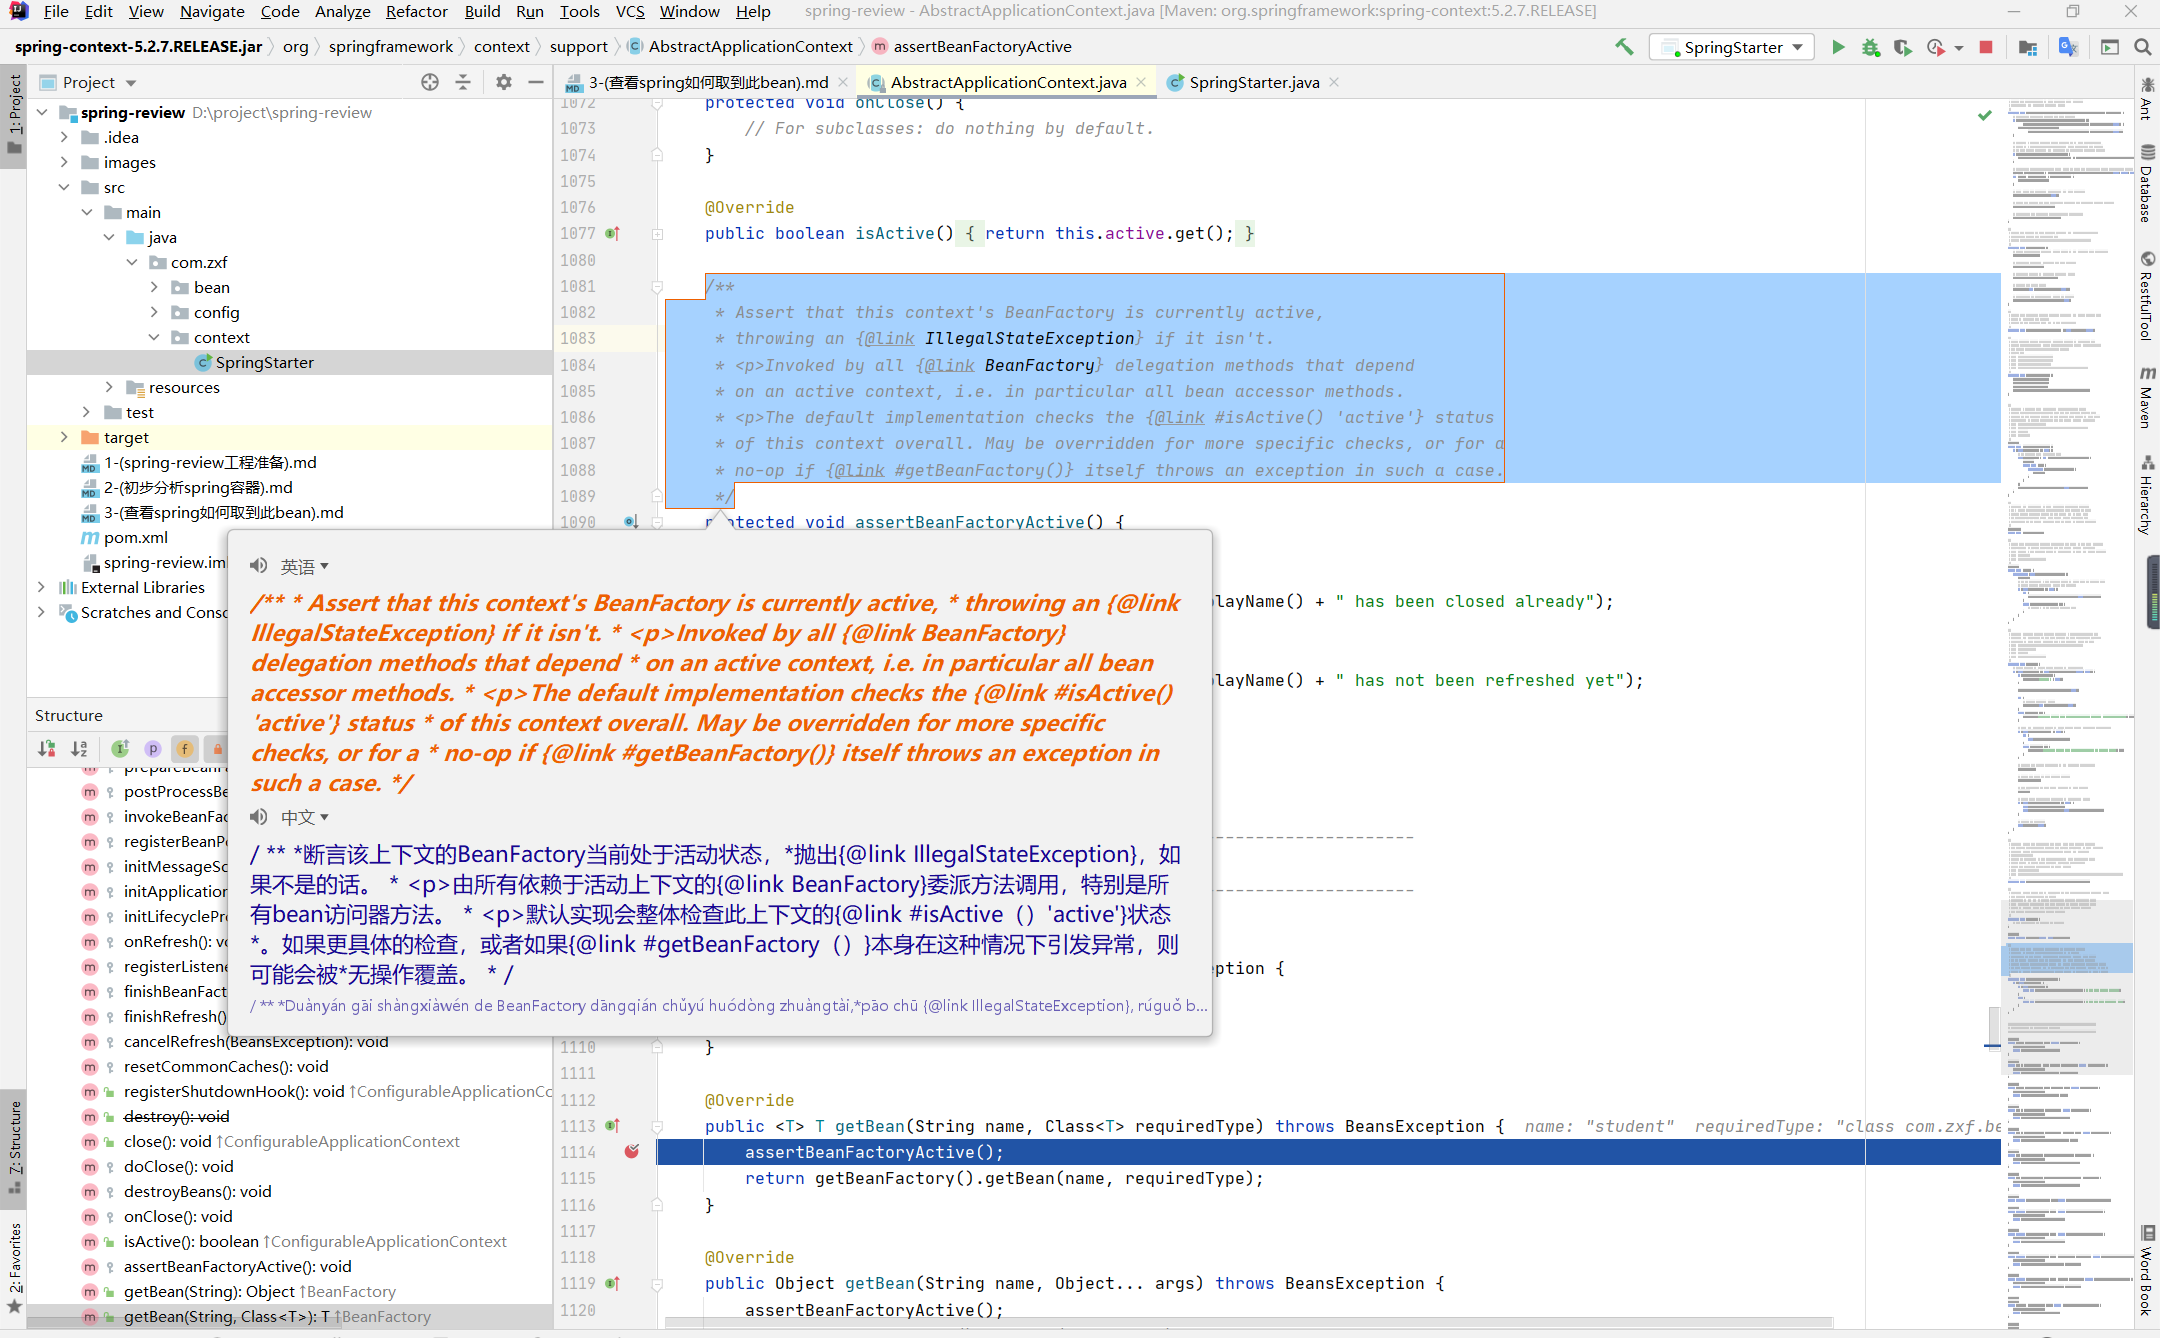 File Edit View Navigate Code Analyze Refactor Build Run Tools VCS Window Help spring-review - AbstractApplicationContext.java [Maven: org.springframework:spring-context:5.2.7.RELEASE]
spring-context-5.2.7.RELEASE.jar org springframework context support AbstractApplicationContext assertBeanFactoryActive SpringStarter
1: Project
Project
spring-review D:\project\spring-review
.idea
images
src
main
java
com.zxf
bean
config
context
SpringStarter
resources
test
target
1-(spring-review工程准备).md
2-(初步分析spring容器).md
3-(查看spring如何取到此bean).md
pom.xml
spring-review.iml
External Libraries
Scratches and Conso
Structure
postProcessBe
invokeBeanFac
registerBeanPo
initMessageSo
initApplication
initLifecyclePro
onRefresh(): vo
registerListene
finishBeanFact
finishRefresh()
cancelRefresh(BeansException): void
resetCommonCaches(): void
registerShutdownHook(): void ↑ConfigurableApplicationCo
destroy(): void
close(): void ↑ConfigurableApplicationContext
doClose(): void
destroyBeans(): void
onClose(): void
isActive(): boolean ↑ConfigurableApplicationContext
assertBeanFactoryActive(): void
getBean(String): Object ↑BeanFactory
getBean(String, Class<T>): T ↑BeanFactory
7: Structure
2: Favorites
3-(查看spring如何取到此bean).md AbstractApplicationContext.java SpringStarter.java
1072 protected void onClose() {
1073 // For subclasses: do nothing by default.
1074 }
1075
1076 @Override
1077 public boolean isActive() { return this.active.get(); }
1080
1081 /**
1082 * Assert that this context's BeanFactory is currently active,
1083 * throwing an {@link IllegalStateException} if it isn't.
1084 * <p>Invoked by all {@link BeanFactory} delegation methods that depend
1085 * on an active context, i.e. in particular all bean accessor methods.
1086 * <p>The default implementation checks the {@link #isActive() 'active'} status
1087 * of this context overall. May be overridden for more specific checks, or for a
1088 * no-op if {@link #getBeanFactory()} itself throws an exception in such a case.
1089 */
1090 protected void assertBeanFactoryActive() {
playName() + " has been closed already");
playName() + " has not been refreshed yet");
eption {
英语
/** * Assert that this context's BeanFactory is currently active, * throwing an {@link
IllegalStateException} if it isn't. * <p>Invoked by all {@link BeanFactory}
delegation methods that depend * on an active context, i.e. in particular all bean
accessor methods. * <p>The default implementation checks the {@link #isActive()
'active'} status * of this context overall. May be overridden for more specific
checks, or for a * no-op if {@link #getBeanFactory()} itself throws an exception in
such a case. */
中文
/ ** *断言该上下文的BeanFactory当前处于活动状态，*抛出{@link IllegalStateException}，如
果不是的话。 * <p>由所有依赖于活动上下文的{@link BeanFactory}委派方法调用，特别是所
有bean访问器方法。 * <p>默认实现会整体检查此上下文的{@link #isActive（）'active'}状态
*。如果更具体的检查，或者如果{@link #getBeanFactory（）}本身在这种情况下引发异常，则
可能会被*无操作覆盖。 * /
/ ** *Duànyán gāi shàngxiàwén de BeanFactory dāngqián chǔyú huódòng zhuàngtài,*pāo chū {@link IllegalStateException}, rúguǒ b...
1110 }
1111
1112 @Override
1113 public <T> T getBean(String name, Class<T> requiredType) throws BeansException { name: "student" requiredType: "class com.zxf.be
1114 assertBeanFactoryActive();
1115 return getBeanFactory().getBean(name, requiredType);
1116 }
1117
1118 @Override
1119 public Object getBean(String name, Object... args) throws BeansException {
1120 assertBeanFactoryActive();
Ant
Database
RestfulTool
Maven
Hierarchy
Word Book